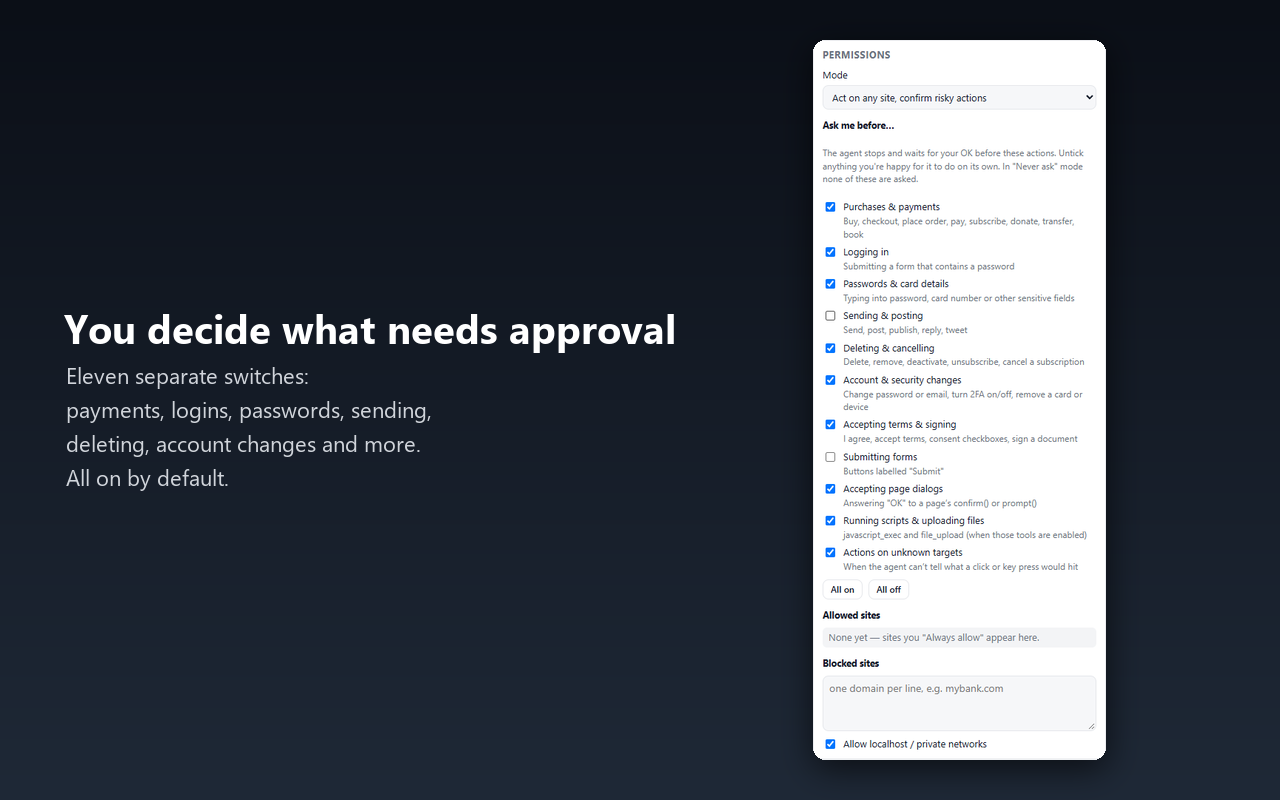 You decide what needs approval
Eleven separate switches:
payments, logins, passwords, sending,
deleting, account changes and more.
All on by default.
PERMISSIONS
Mode
Act on any site, confirm risky actions
Ask me before...
The agent stops and waits for your OK before these actions. Untick
anything you're happy for it to do on its own. In "Never ask" mode
none of these are asked.
Purchases & payments
Buy, checkout, place order, pay, subscribe, donate, transfer,
book
Logging in
Submitting a form that contains a password
Passwords & card details
Typing into password, card number or other sensitive fields
Sending & posting
Send, post, publish, reply, tweet
Deleting & cancelling
Delete, remove, deactivate, unsubscribe, cancel a subscription
Account & security changes
Change password or email, turn 2FA on/off, remove a card or
device
Accepting terms & signing
I agree, accept terms, consent checkboxes, sign a document
Submitting forms
Buttons labelled "Submit"
Accepting page dialogs
Answering "OK" to a page's confirm() or prompt()
Running scripts & uploading files
javascript_exec and file_upload (when those tools are enabled)
Actions on unknown targets
When the agent can't tell what a click or key press would hit
All on All off
Allowed sites
None yet — sites you "Always allow" appear here.
Blocked sites
one domain per line, e.g. mybank.com
Allow localhost / private networks